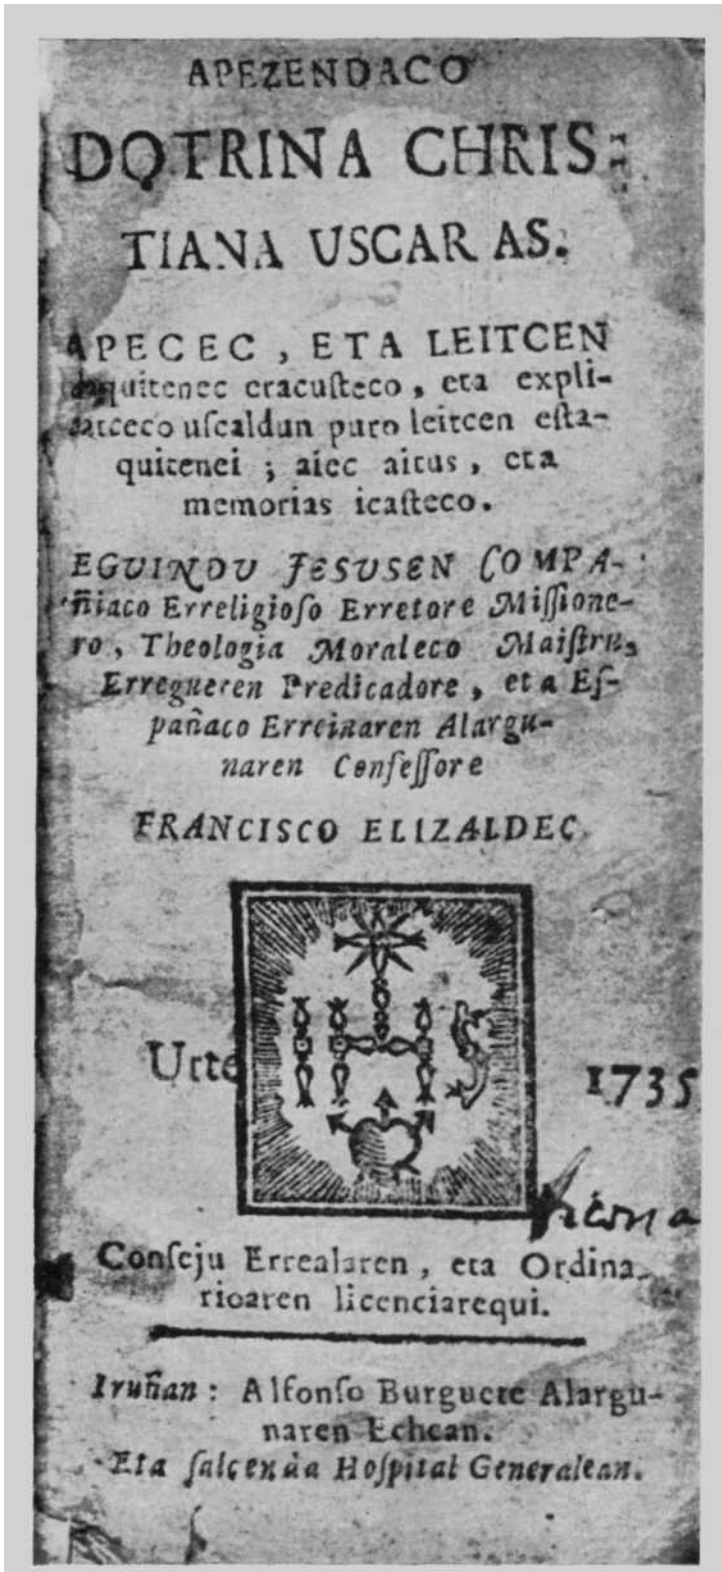 APEZENDACO
DOTRINA CHRIS-
TIANA USCARAS.
APECEC, ETA LEITCEN
daquitenec eracuſteco, eta expli-
catceco uſcaldun puro leitcen eſta-
quitenei ; aiec aitus, eta
memorias icaſteco.
EGUINDU JESUSEN COMPA-
ñiaco Erreligioſo Erretore Miſſione-
ro, Theologia Moraleco Maiſtru,
Erregueren Predicadore, eta Eſ-
pañaco Erreinaren Alargu-
naren Confeſſore
FRANCISCO ELIZALDEC.
Urte 1735
IHS
Conſeju Errealaren, eta Ordina-
rioaren licenciarequi.
Iruñan: Alfonſo Burguete Alargu-
naren Echean.
Eta ſalcenda Hoſpital Generalean.